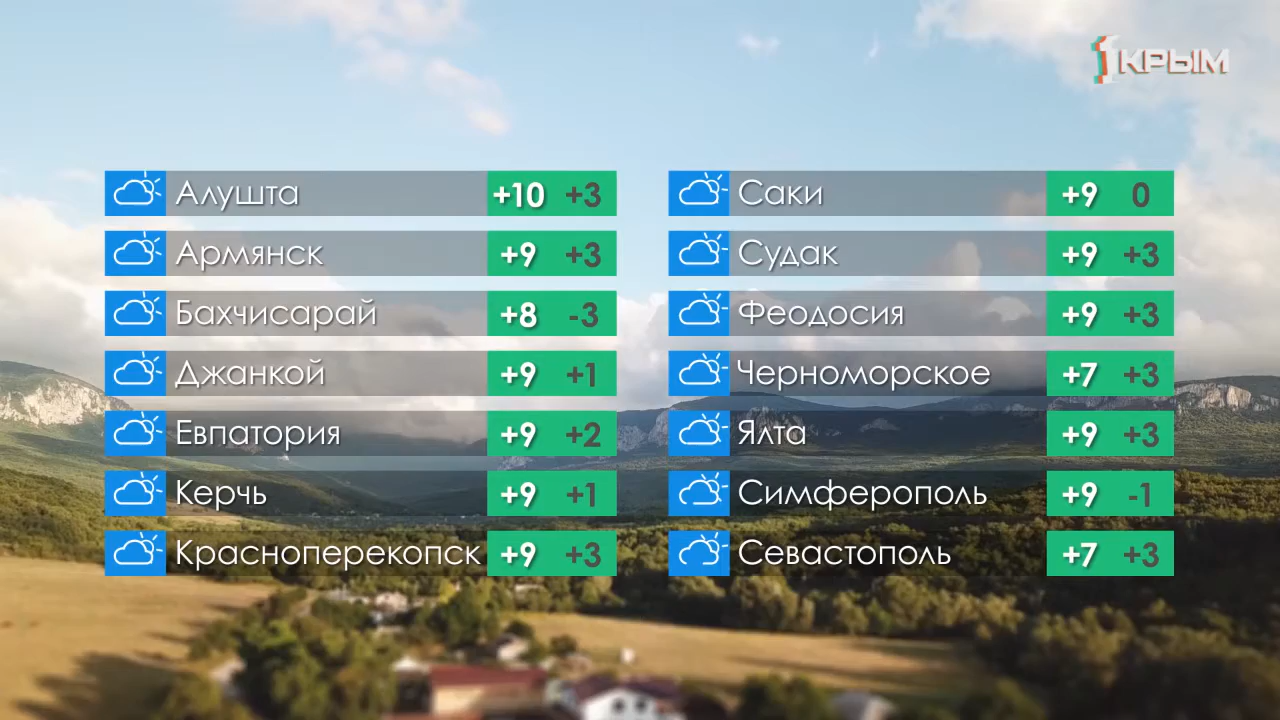 1 КРЫМ
Алушта +10 +3
Армянск +9 +3
Бахчисарай +8 -3
Джанкой +9 +1
Евпатория +9 +2
Керчь +9 +1
Красноперекопск +9 +3
Саки +9 0
Судак +9 +3
Феодосия +9 +3
Черноморское +7 +3
Ялта +9 +3
Симферополь +9 -1
Севастополь +7 +3